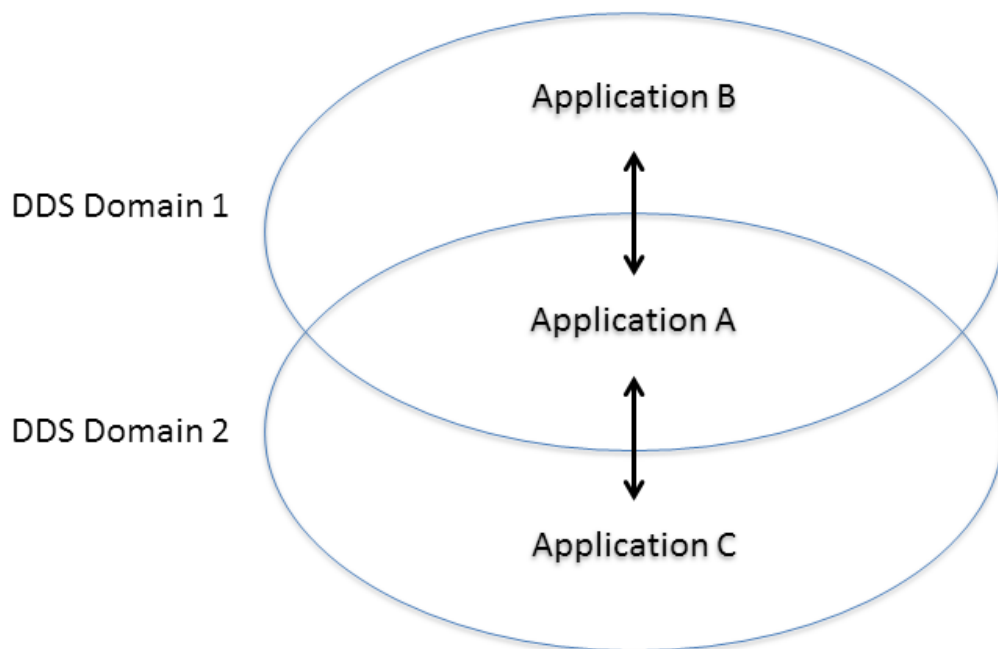 Application B
DDS Domain 1
Application A
DDS Domain 2
Application C